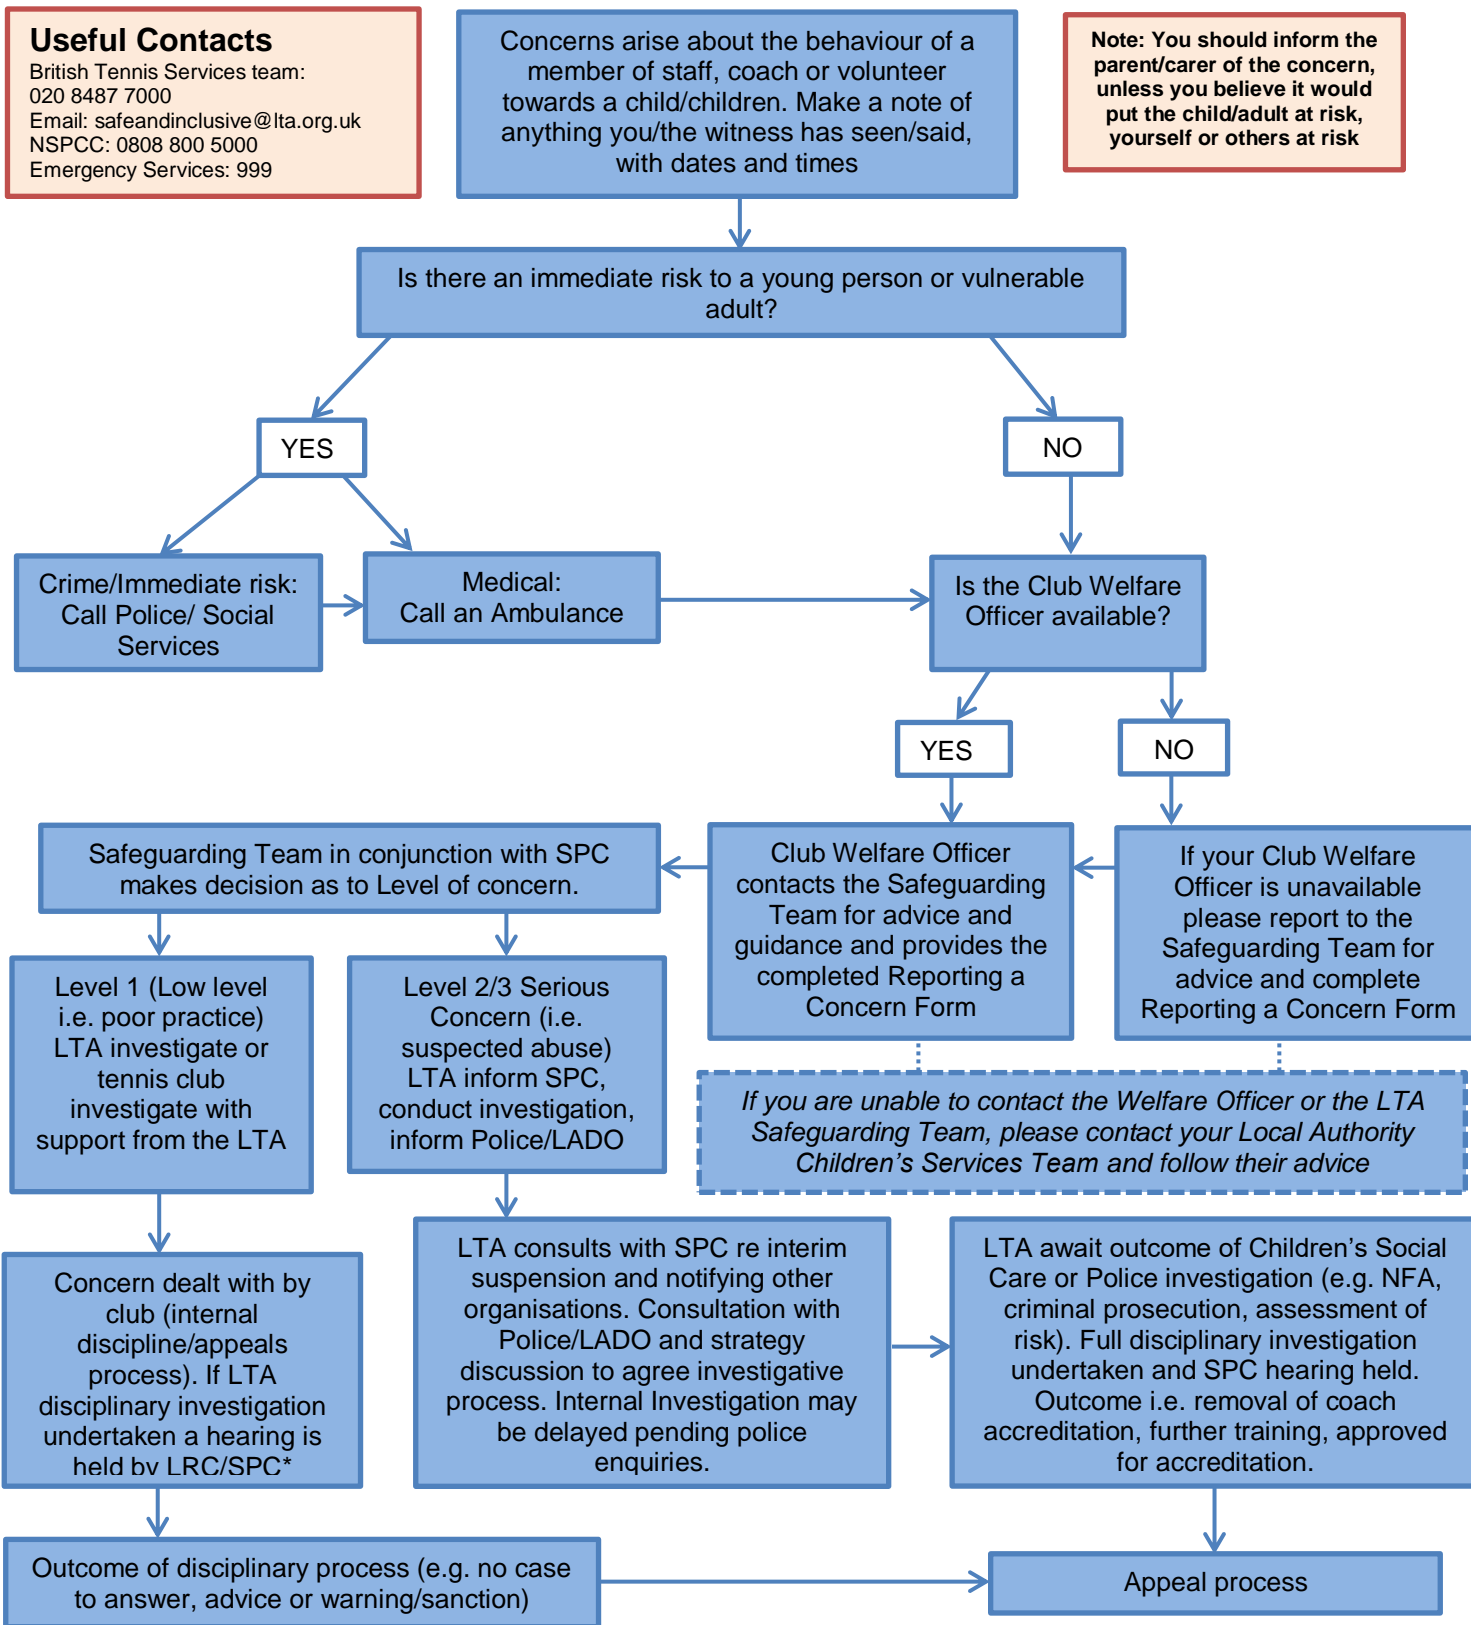 Useful Contacts
British Tennis Services team:
020 8487 7000
Email: safeandinclusive@lta.org.uk
NSPCC: 0808 800 5000
Emergency Services: 999
Concerns arise about the behaviour of a
member of staff, coach or volunteer
towards a child/children. Make a note of
anything you/the witness has seen/said,
with dates and times
Note: You should inform the
parent/carer of the concern,
unless you believe it would
put the child/adult at risk,
yourself or others at risk
Is there an immediate risk to a young person or vulnerable
adult?
YES
NO
Crime/Immediate risk:
Call Police/ Social
Services
Medical:
Call an Ambulance
Is the Club Welfare
Officer available?
YES
NO
Safeguarding Team in conjunction with SPC
makes decision as to Level of concern.
Club Welfare Officer
contacts the Safeguarding
Team for advice and
guidance and provides the
completed Reporting a
Concern Form
If your Club Welfare
Officer is unavailable
please report to the
Safeguarding Team for
advice and complete
Reporting a Concern Form
Level 1 (Low level
i.e. poor practice)
LTA investigate or
tennis club
investigate with
support from the LTA
Level 2/3 Serious
Concern (i.e.
suspected abuse)
LTA inform SPC,
conduct investigation,
inform Police/LADO
If you are unable to contact the Welfare Officer or the LTA
Safeguarding Team, please contact your Local Authority
Children’s Services Team and follow their advice
Concern dealt with by
club (internal
discipline/appeals
process). If LTA
disciplinary investigation
undertaken a hearing is
held by LRC/SPC*
LTA consults with SPC re interim
suspension and notifying other
organisations. Consultation with
Police/LADO and strategy
discussion to agree investigative
process. Internal Investigation may
be delayed pending police
enquiries.
LTA await outcome of Children’s Social
Care or Police investigation (e.g. NFA,
criminal prosecution, assessment of
risk). Full disciplinary investigation
undertaken and SPC hearing held.
Outcome i.e. removal of coach
accreditation, further training, approved
for accreditation.
Outcome of disciplinary process (e.g. no case
to answer, advice or warning/sanction)
Appeal process